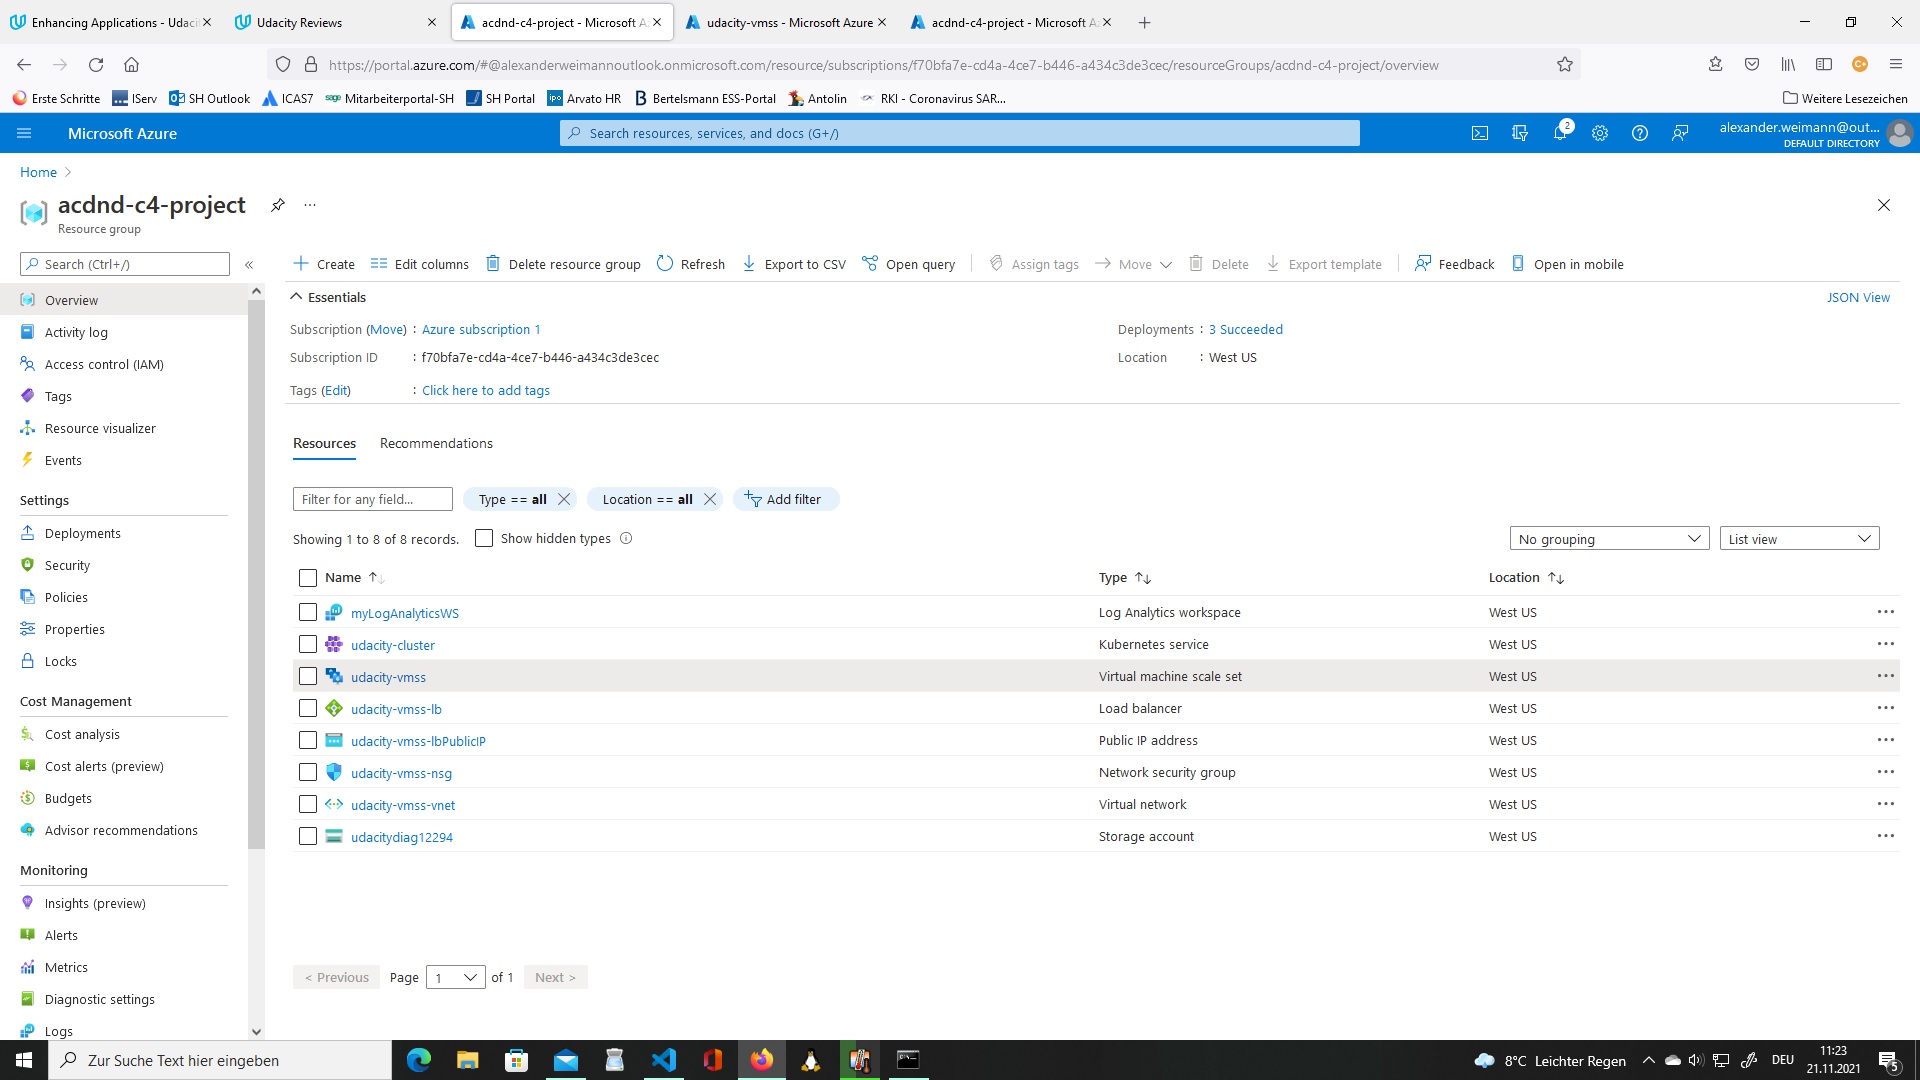 Enhancing Applications - Udaci
Udacity Reviews
acdnd-c4-project - Microsoft A
udacity-vmss - Microsoft Azure
acdnd-c4-project - Microsoft A
https://portal.azure.com/#@alexanderweimannoutlook.onmicrosoft.com/resource/subscriptions/f70bfa7e-cd4a-4ce7-b446-a434c3de3cec/resourceGroups/acdnd-c4-project/overview
Erste Schritte
IServ
SH Outlook
ICAS7
Mitarbeiterportal-SH
SH Portal
Arvato HR
Bertelsmann ESS-Portal
Antolin
RKI - Coronavirus SAR...
Weitere Lesezeichen
Microsoft Azure
Search resources, services, and docs (G+/)
2
alexander.weimann@out...
DEFAULT DIRECTORY
Home
acdnd-c4-project
...
Resource group
Search (Ctrl+/)
«
Create
Edit columns
Delete resource group
Refresh
Export to CSV
Open query
Assign tags
Move
Delete
Export template
Feedback
Open in mobile
Overview
Activity log
Access control (IAM)
Tags
Resource visualizer
Events
Settings
Deployments
Security
Policies
Properties
Locks
Cost Management
Cost analysis
Cost alerts (preview)
Budgets
Advisor recommendations
Monitoring
Insights (preview)
Alerts
Metrics
Diagnostic settings
Logs
Essentials
JSON View
Subscription (Move) : Azure subscription 1
Deployments : 3 Succeeded
Subscription ID : f70bfa7e-cd4a-4ce7-b446-a434c3de3cec
Location : West US
Tags (Edit) : Click here to add tags
Resources
Recommendations
Filter for any field...
Type == all
Location == all
Add filter
Showing 1 to 8 of 8 records.
Show hidden types
No grouping
List view
Name Type Location
myLogAnalyticsWS Log Analytics workspace West US
udacity-cluster Kubernetes service West US
udacity-vmss Virtual machine scale set West US
udacity-vmss-lb Load balancer West US
udacity-vmss-lbPublicIP Public IP address West US
udacity-vmss-nsg Network security group West US
udacity-vmss-vnet Virtual network West US
udacitydiag12294 Storage account West US
< Previous Page 1 of 1 Next >
Zur Suche Text hier eingeben
8°C Leichter Regen
DEU
11:23
21.11.2021
5